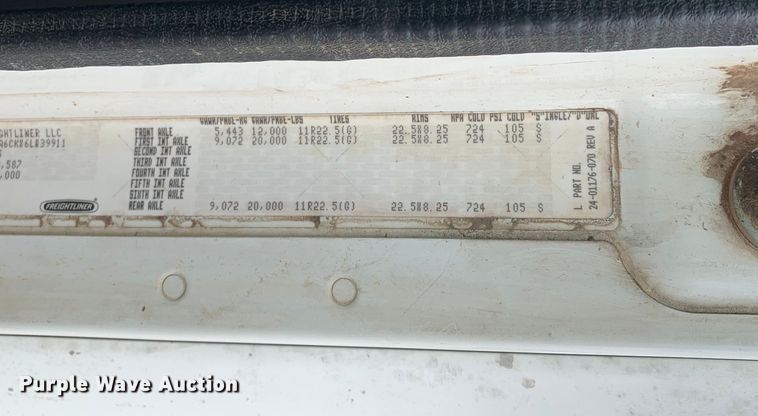 GHTLINER LLC
GAWR/PNBE-KG GAWR/PNBE-LBS TIRES RIMS KPA COLD PSI COLD "S"INGLE/"D"UAL
FRONT AXLE 5,443 12,000 11R22.5(G) 22.5X8.25 724 105 S
FIRST INT AXLE 9,072 20,000 11R22.5(G) 22.5X8.25 724 105 S
SECOND INT AXLE
THIRD INT AXLE
,587
FOURTH INT AXLE
,000
FIFTH INT AXLE
SIXTH INT AXLE
REAR AXLE 9,072 20,000 11R22.5(G) 22.5X8.25 724 105 S
FREIGHTLINER
L PART NO.
24-01176-070 REV A
Purple Wave Auction